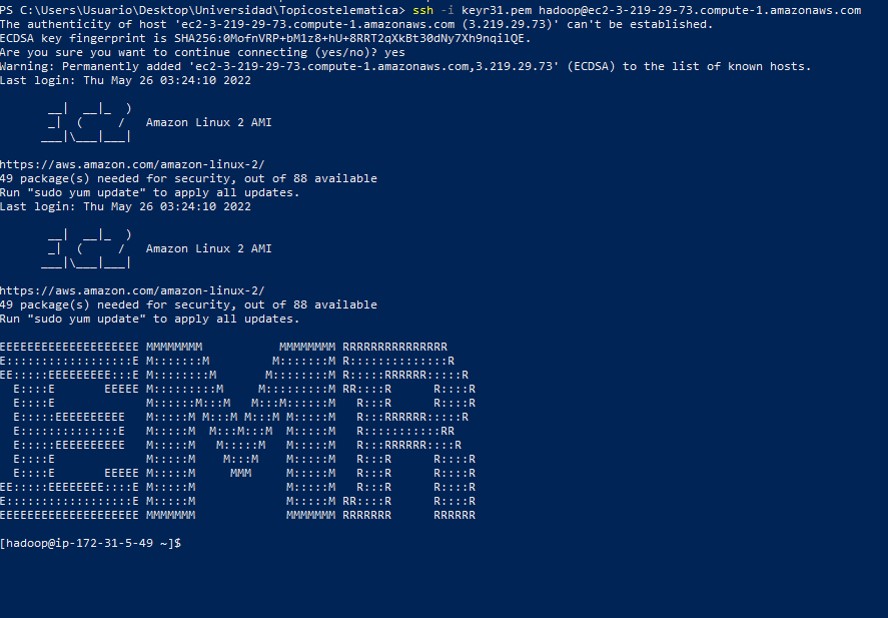 PS C:\Users\Usuario\Desktop\Universidad\Topicostelematica> ssh -i keyr31.pem hadoop@ec2-3-219-29-73.compute-1.amazonaws.com
The authenticity of host 'ec2-3-219-29-73.compute-1.amazonaws.com (3.219.29.73)' can't be established.
ECDSA key fingerprint is SHA256:0MofnVRP+bM1z8+hU+8RRT2qXkBt30dNy7Xh9nqilQE.
Are you sure you want to continue connecting (yes/no)? yes
Warning: Permanently added 'ec2-3-219-29-73.compute-1.amazonaws.com,3.219.29.73' (ECDSA) to the list of known hosts.
Last login: Thu May 26 03:24:10 2022

       __|  __|_  )
       _|  (     /   Amazon Linux 2 AMI
      ___|\___|___|

https://aws.amazon.com/amazon-linux-2/
49 package(s) needed for security, out of 88 available
Run "sudo yum update" to apply all updates.
Last login: Thu May 26 03:24:10 2022

       __|  __|_  )
       _|  (     /   Amazon Linux 2 AMI
      ___|\___|___|

https://aws.amazon.com/amazon-linux-2/
49 package(s) needed for security, out of 88 available
Run "sudo yum update" to apply all updates.

EEEEEEEEEEEEEEEEEEEE MMMMMMMM           MMMMMMMM RRRRRRRRRRRRRRR
E::::::::::::::::::E M:::::::M         M:::::::M R::::::::::::::R
EE:::::EEEEEEEEE:::E M::::::::M       M::::::::M R:::::RRRRRR:::::R
  E::::E       EEEEE M:::::::::M     M:::::::::M RR::::R      R::::R
  E::::E             M::::::M:::M   M:::M::::::M   R:::R      R::::R
  E:::::EEEEEEEEEE   M:::::M M:::M M:::M M:::::M   R:::RRRRRR:::::R
  E::::::::::::::E   M:::::M  M:::M:::M  M:::::M   R:::::::::::RR
  E:::::EEEEEEEEEE   M:::::M   M:::::M   M:::::M   R:::RRRRRR::::R
  E::::E             M:::::M    M:::M    M:::::M   R:::R      R::::R
  E::::E       EEEEE M:::::M     MMM     M:::::M   R:::R      R::::R
EE:::::EEEEEEEE::::E M:::::M             M:::::M   R:::R      R::::R
E::::::::::::::::::E M:::::M             M:::::M RR::::R      R::::R
EEEEEEEEEEEEEEEEEEEE MMMMMMM             MMMMMMM RRRRRRR      RRRRRR

[hadoop@ip-172-31-5-49 ~]$